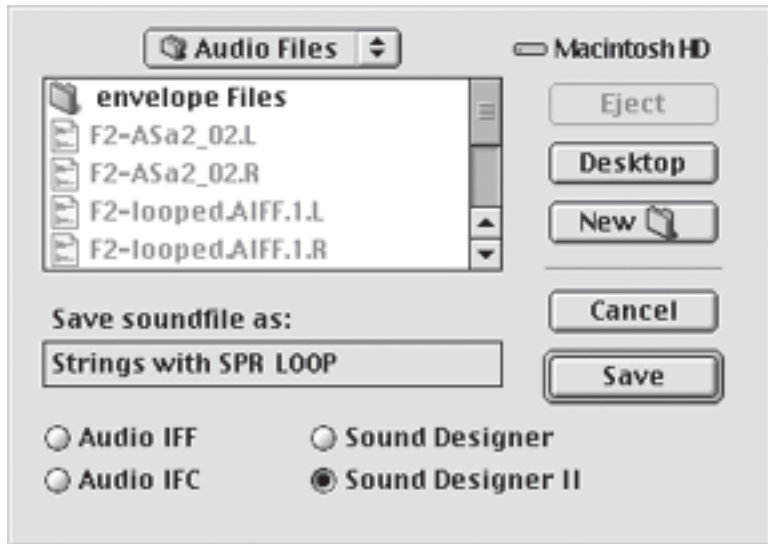 Audio Files
Macintosh HD
envelope Files
F2-ASa2_02.L
F2-ASa2_02.R
F2-looped.AIFF.1.L
F2-looped.AIFF.1.R
Eject
Desktop
New
Save soundfile as:
Strings with SPR LOOP
Cancel
Save
Audio IFF
Sound Designer
Audio IFC
Sound Designer II